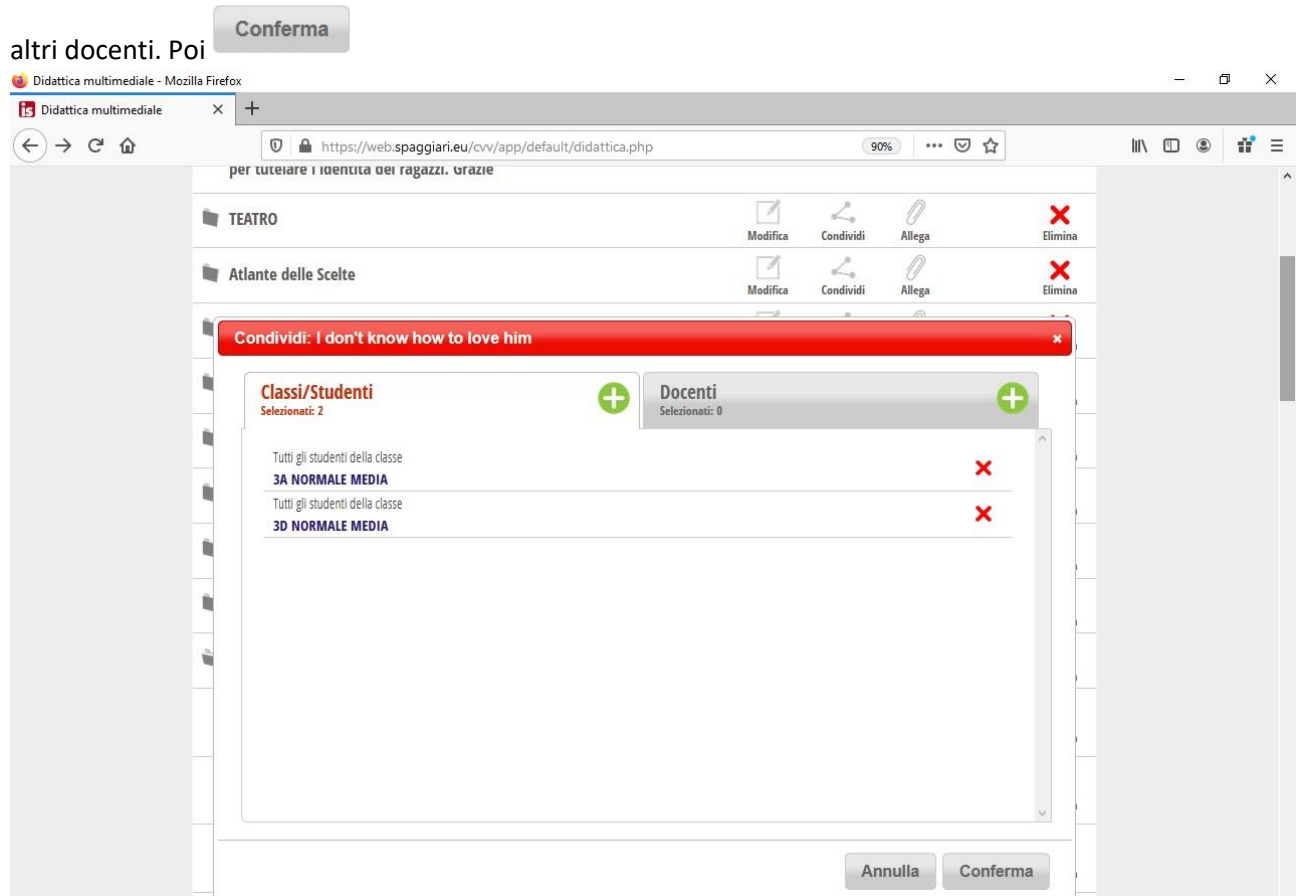 altri docenti. Poi Conferma
Didattica multimediale - Mozilla Firefox
Didattica multimediale
https://web.spaggiari.eu/cvv/app/default/didattica.php 90%
per tutelare l'identità dei ragazzi. Grazie
TEATRO Modifica Condividi Allega Elimina
Atlante delle Scelte Modifica Condividi Allega Elimina
Condividi: I don't know how to love him
Classi/Studenti
Selezionati: 2
Docenti
Selezionati: 0
Tutti gli studenti della classe
3A NORMALE MEDIA
Tutti gli studenti della classe
3D NORMALE MEDIA
Annulla Conferma